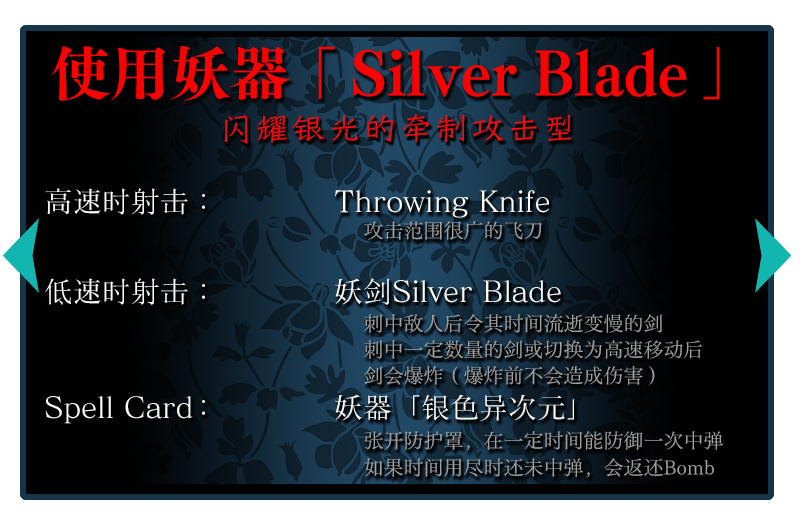 使用妖器「Silver Blade」
闪耀银光的牵制攻击型
高速时射击： Throwing Knife
攻击范围很广的飞刀
低速时射击： 妖剑Silver Blade
刺中敌人后令其时间流逝变慢的剑
刺中一定数量的剑或切换为高速移动后
剑会爆炸（爆炸前不会造成伤害）
Spell Card： 妖器「银色异次元」
张开防护罩，在一定时间能防御一次中弹
如果时间用尽时还未中弹，会返还Bomb